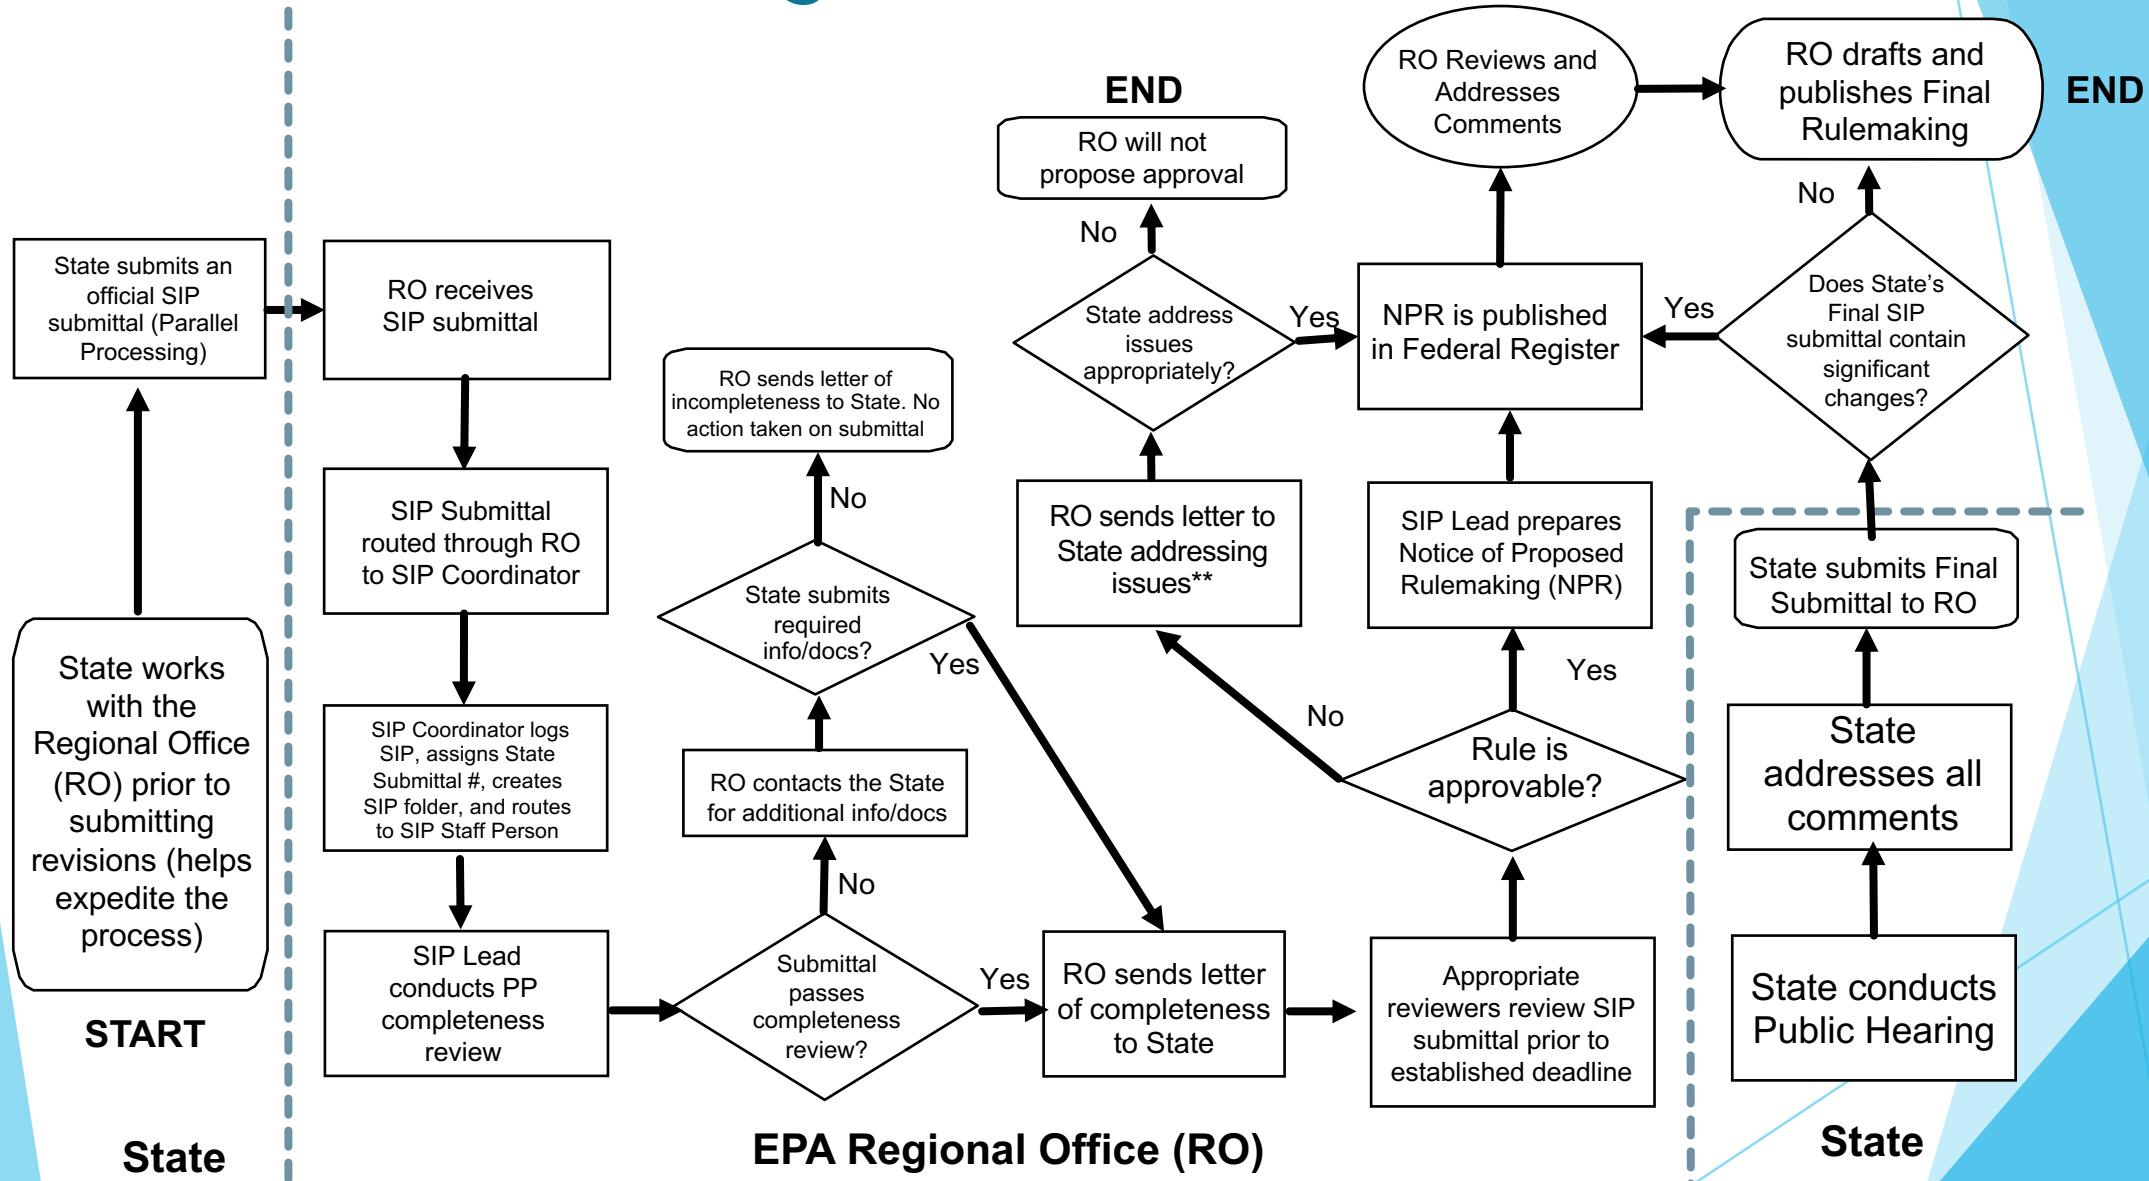 State submits an
official SIP
submittal (Parallel
Processing)
State works
with the
Regional Office
(RO) prior to
submitting
revisions (helps
expedite the
process)
START
State
RO receives
SIP submittal
SIP Submittal
routed through RO
to SIP Coordinator
SIP Coordinator logs
SIP, assigns State
Submittal #, creates
SIP folder, and routes
to SIP Staff Person
SIP Lead
conducts PP
completeness
review
RO sends letter of
incompleteness to State. No
action taken on submittal
No
State submits
required
info/docs?
Yes
RO contacts the State
for additional info/docs
No
Submittal
passes
completeness
review?
Yes
END
RO will not
propose approval
No
State address
issues
appropriately?
Yes
RO sends letter to
State addressing
issues**
No
RO sends letter
of completeness
to State
EPA Regional Office (RO)
RO Reviews and
Addresses
Comments
NPR is published
in Federal Register
SIP Lead prepares
Notice of Proposed
Rulemaking (NPR)
Yes
Rule is
approvable?
Appropriate
reviewers review SIP
submittal prior to
established deadline
RO drafts and
publishes Final
Rulemaking
END
No
Does State’s
Final SIP
submittal contain
significant
changes?
Yes
State submits Final
Submittal to RO
State
addresses all
comments
State conducts
Public Hearing
State